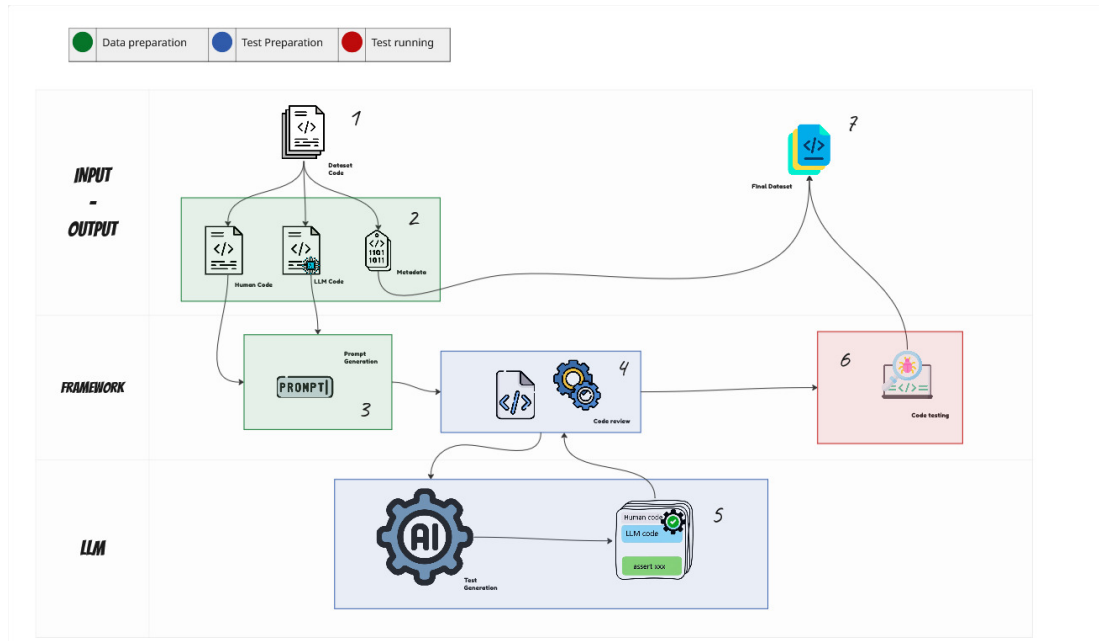 Data preparation
Test Preparation
Test running
INPUT
-
OUTPUT
1
</>
Dataset
Code
7
</>
Final Dataset
2
</>
</>
</>
1101
1011
Human Code
LLM Code
Metadata
FRAMEWORK
Prompt
Generation
PROMPT
3
4
</>
Code review
6
</>
Code testing
LLM
AI
Test
Generation
5
Human code
LLM code
assert xxx